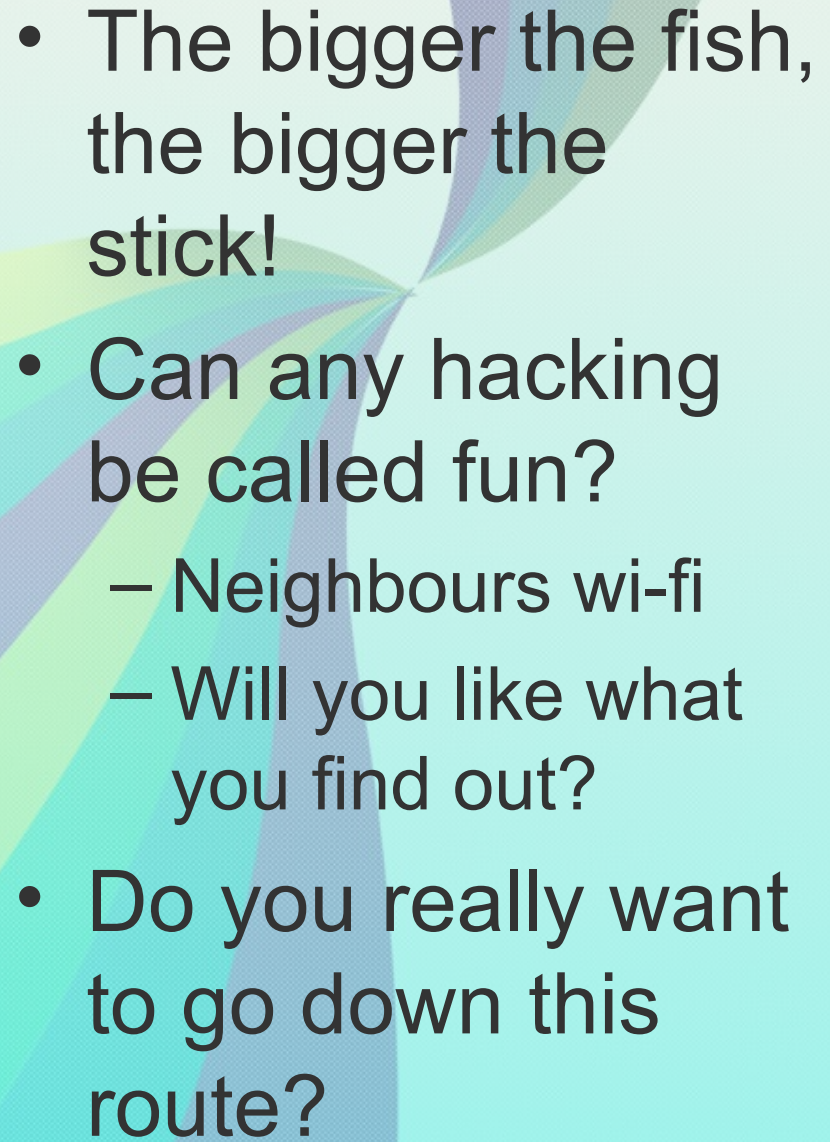 • The bigger the fish,
the bigger the
stick!
• Can any hacking
be called fun?
– Neighbours wi-fi
– Will you like what
you find out?
• Do you really want
to go down this
route?